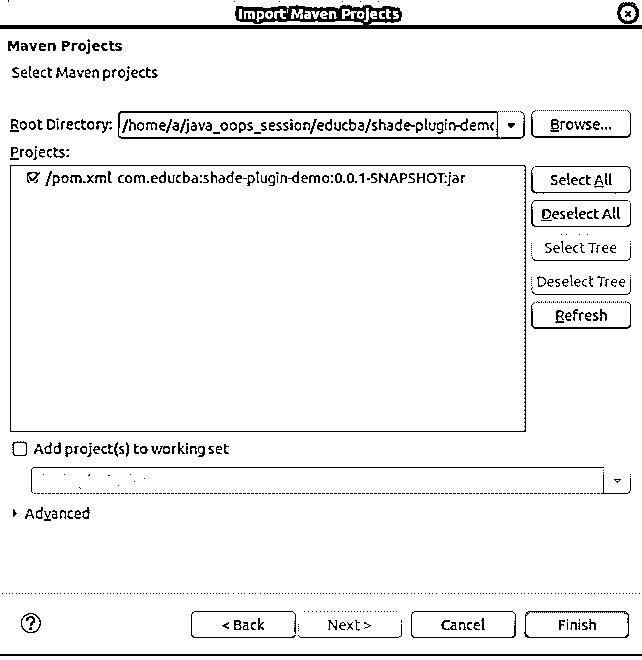 Import Maven Projects
Maven Projects
Select Maven projects
Root Directory: /home/a/java_oops_session/educba/shade-plugin-demo Browse...
Projects:
/pom.xml com.educba:shade-plugin-demo:0.0.1-SNAPSHOT:jar
Select All
Deselect All
Select Tree
Deselect Tree
Refresh
Add project(s) to working set
Advanced
? < Back Next > Cancel Finish